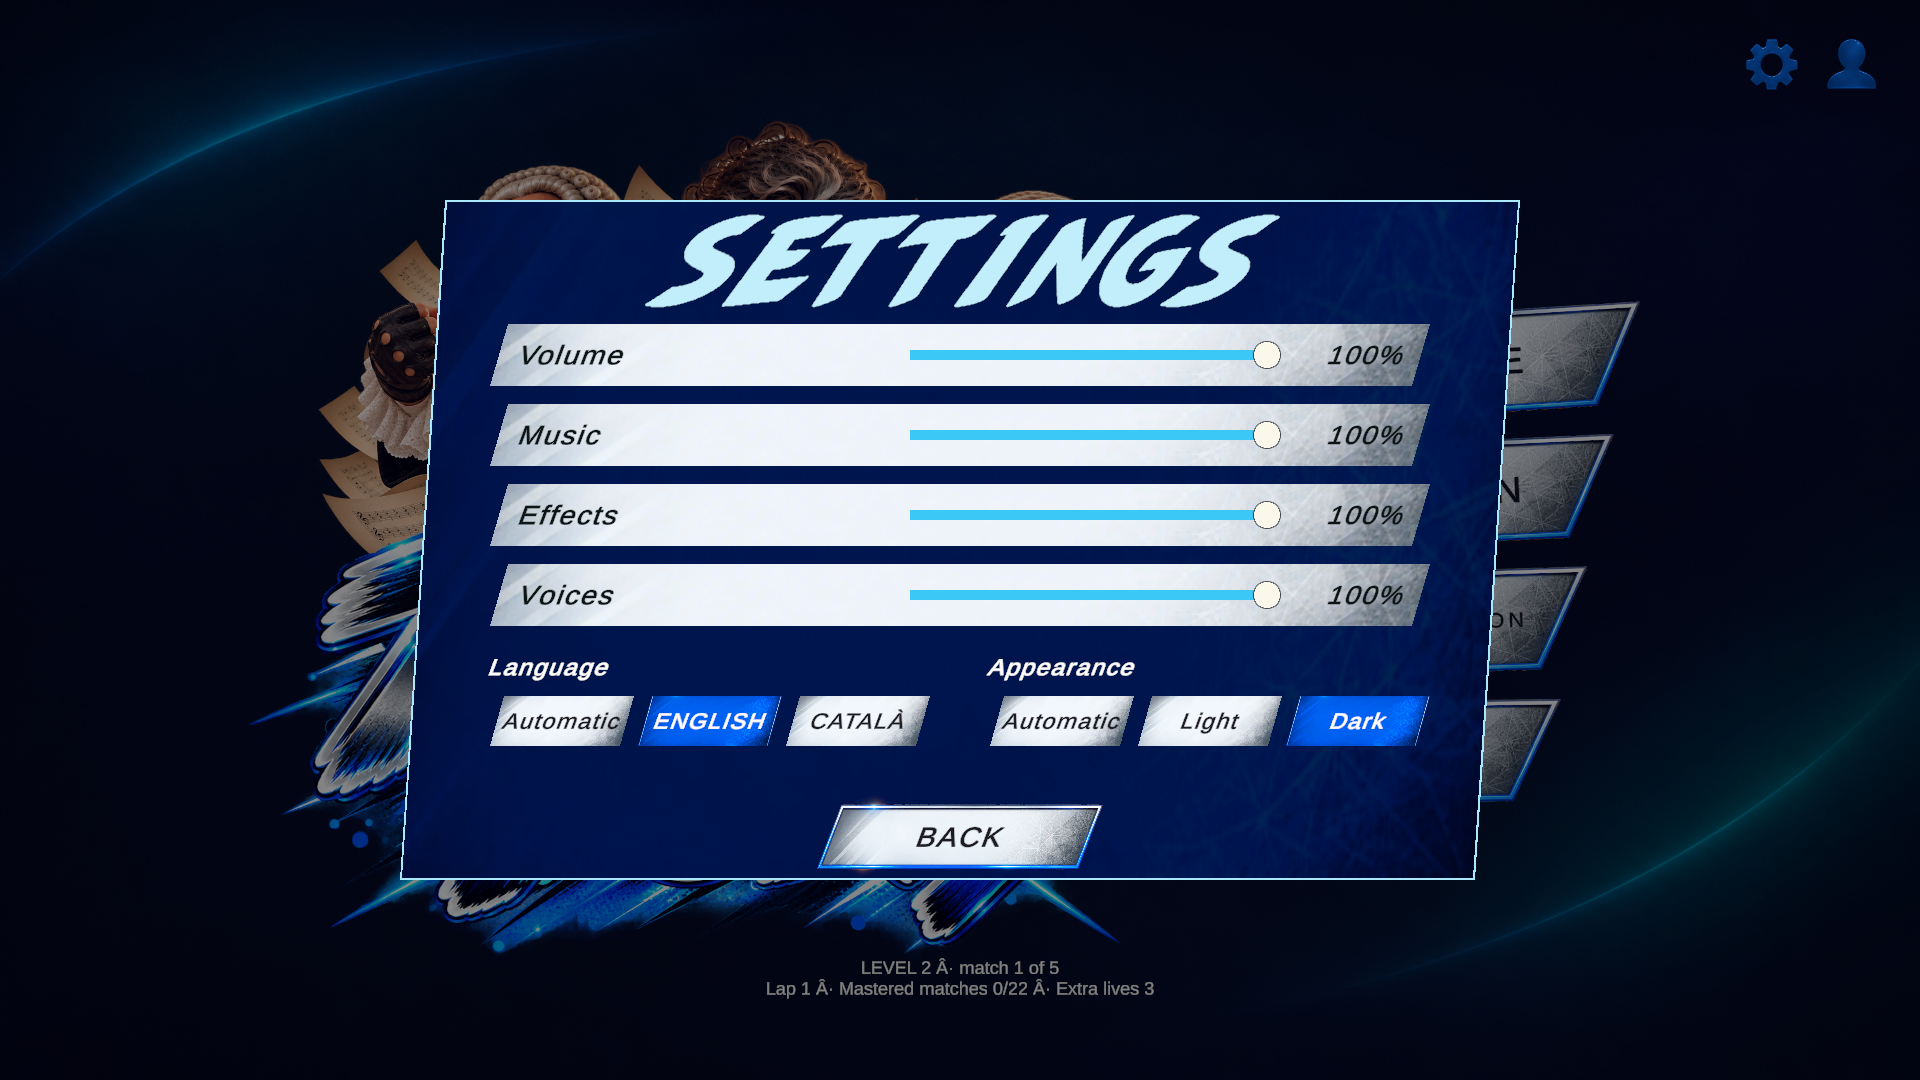 SETTINGS
Volume 100%
Music 100%
Effects 100%
Voices 100%
Language Appearance
Automatic ENGLISH CATALÀ Automatic Light Dark
BACK
LEVEL 2 Â· match 1 of 5
Lap 1 Â· Mastered matches 0/22 Â· Extra lives 3